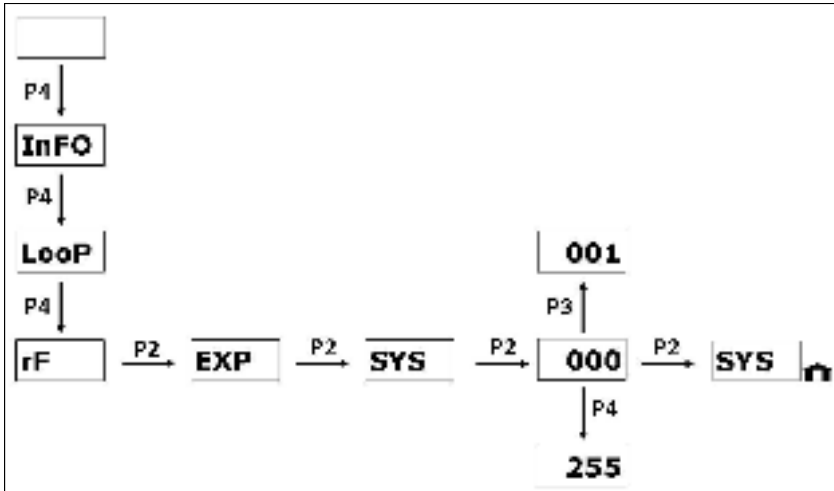 P4
InFO
P4
LooP
001
P4
P3
rF P2 EXP P2 SYS P2 000 P2 SYS
P4
255